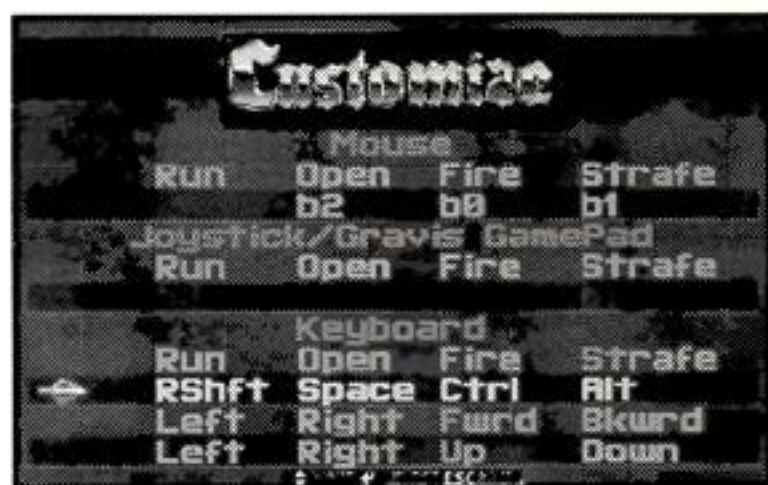 Customize
Mouse
Run Open Fire Strafe
b2 b0 b1
Joystick/Gravis GamePad
Run Open Fire Strafe
Keyboard
Run Open Fire Strafe
RShft Space Ctrl Alt
Left Right Fwrd Bkwrd
Left Right Up Down
ESC